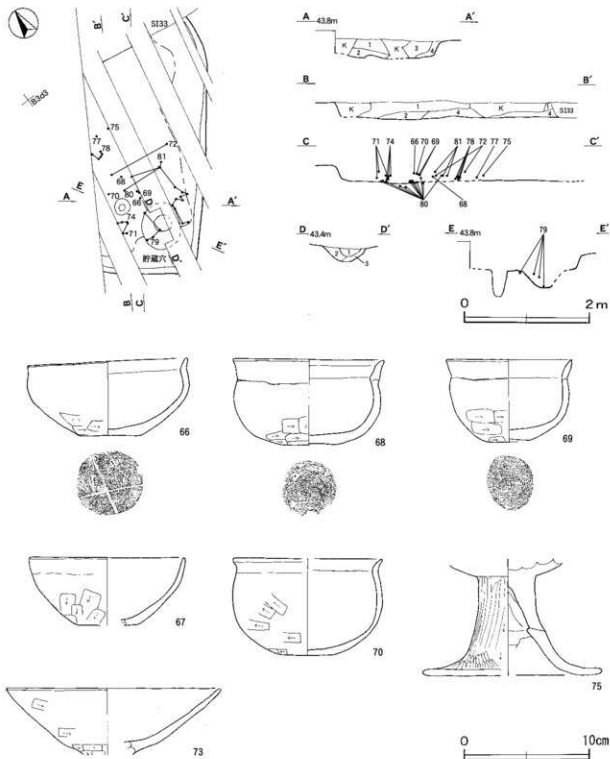 B' C' SI33
B3d3
75
77
78
72
81
68
E
70 80 69
66
A A'
D
74
71
79
E'
貯蔵穴
D'
B C
A 43.8m A'
K 1 K 3 4
2
B B'
K 1 K 1
2 4 4 SI33
C C'
71 74 66 70 69 81 78 72 77 75
80 68
D 43.4m D'
2
3
E 43.8m E'
79
0 2m
66
68
69
67
70
75
73
0 10cm